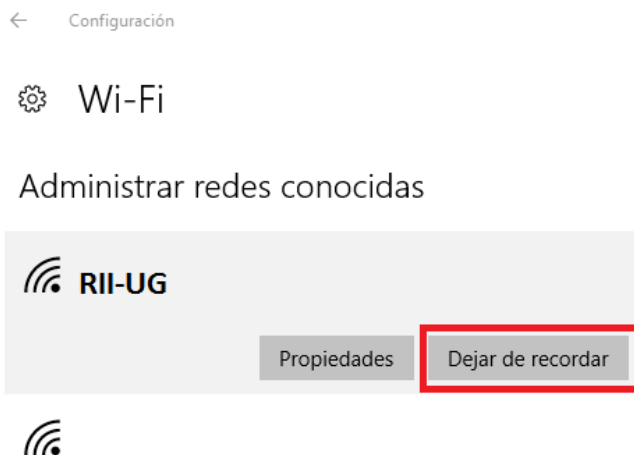 Configuración
Wi-Fi
Administrar redes conocidas
RII-UG
Propiedades Dejar de recordar